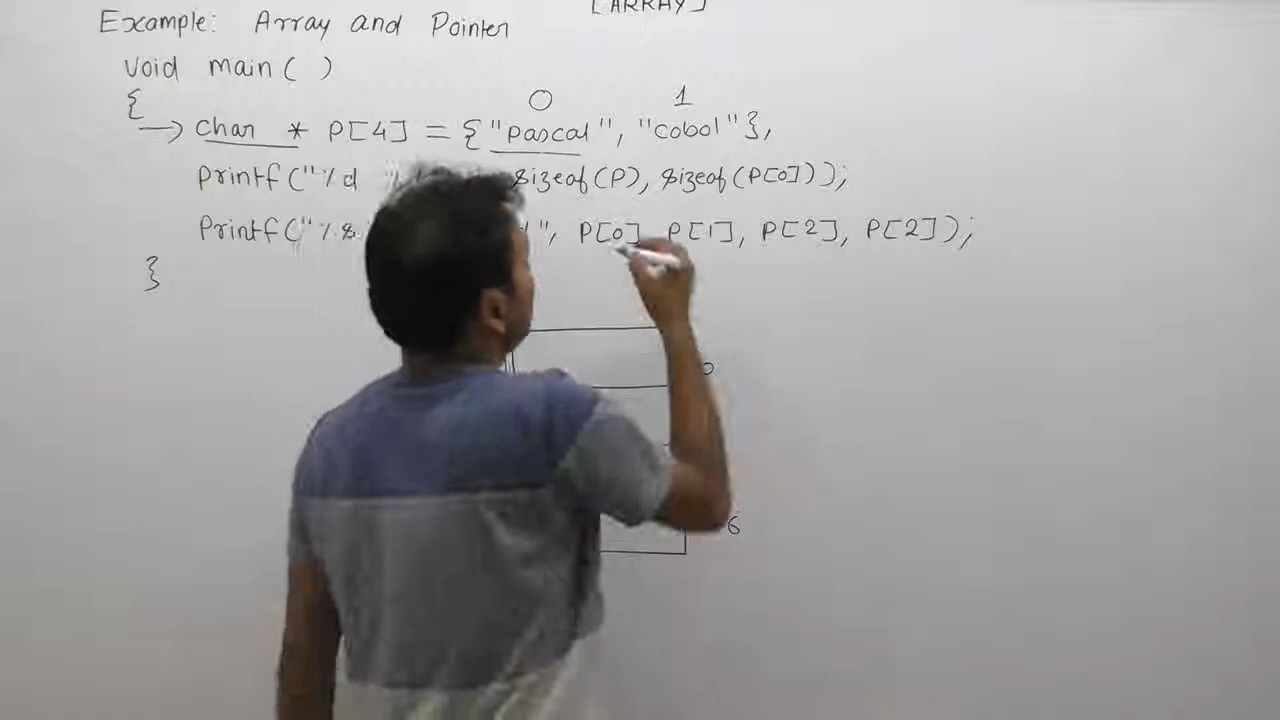 [ARRAY]
Example: Array and Pointer
void main( )
{
0 1
→ char * P[4] = {"pascal", "cobol"},
printf("%d sizeof(P), sizeof(P[0]));
Printf("%s ", P[0], P[1], P[2], P[2]);
}
0
6